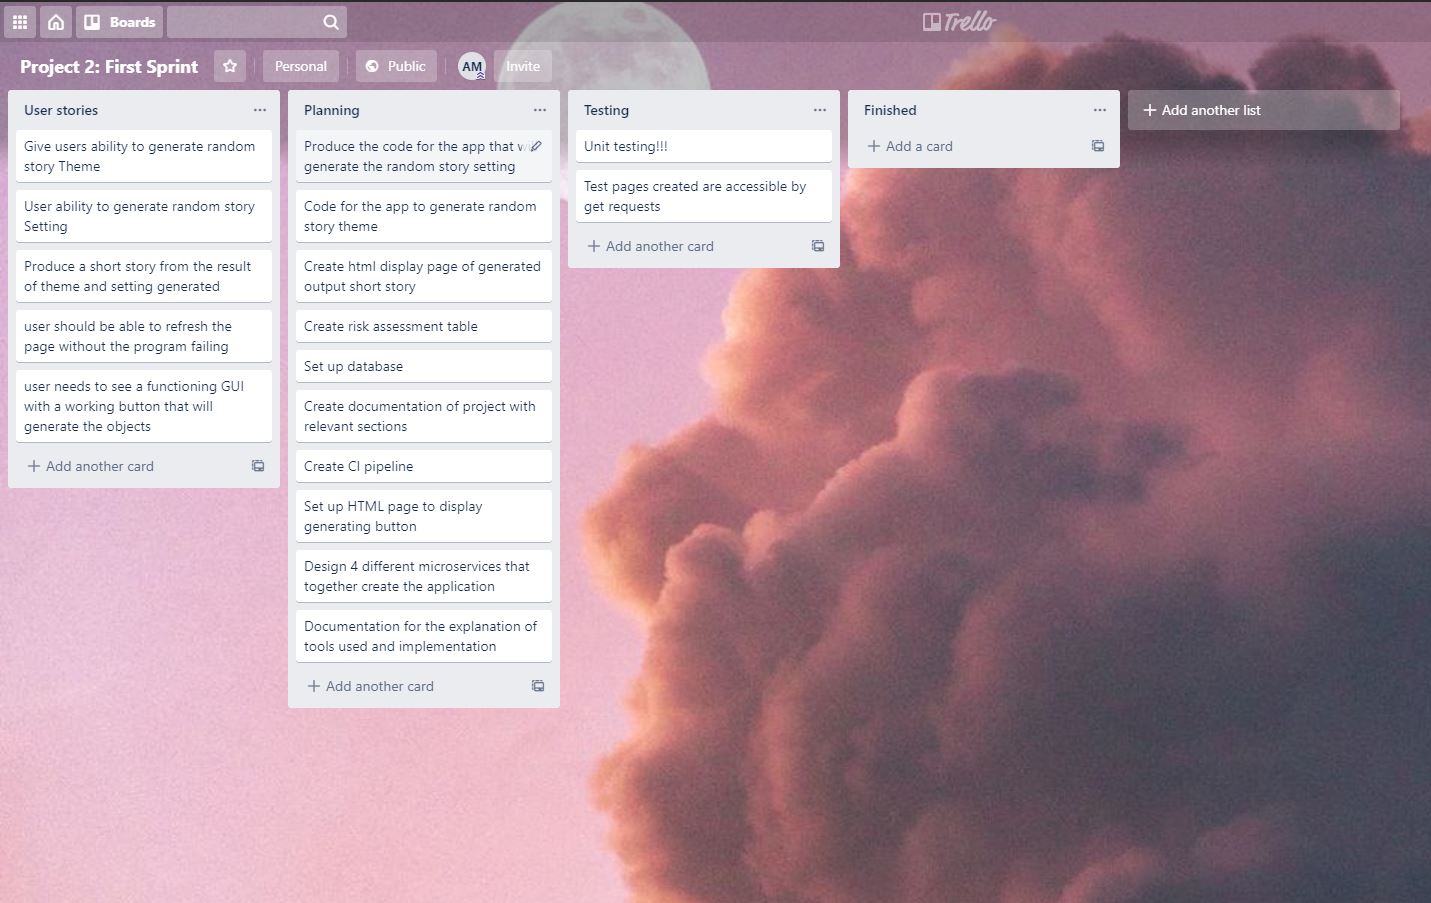 Boards
Trello
Project 2: First Sprint
Personal
Public
AM
Invite
User stories
Give users ability to generate random
story Theme
User ability to generate random story
Setting
Produce a short story from the result
of theme and setting generated
user should be able to refresh the
page without the program failing
user needs to see a functioning GUI
with a working button that will
generate the objects
Add another card
Planning
Produce the code for the app that
generate the random story setting
Code for the app to generate random
story theme
Create html display page of generated
output short story
Create risk assessment table
Set up database
Create documentation of project with
relevant sections
Create CI pipeline
Set up HTML page to display
generating button
Design 4 different microservices that
together create the application
Documentation for the explanation of
tools used and implementation
Add another card
Testing
Unit testing!!!
Test pages created are accessible by
get requests
Add another card
Finished
Add a card
Add another list